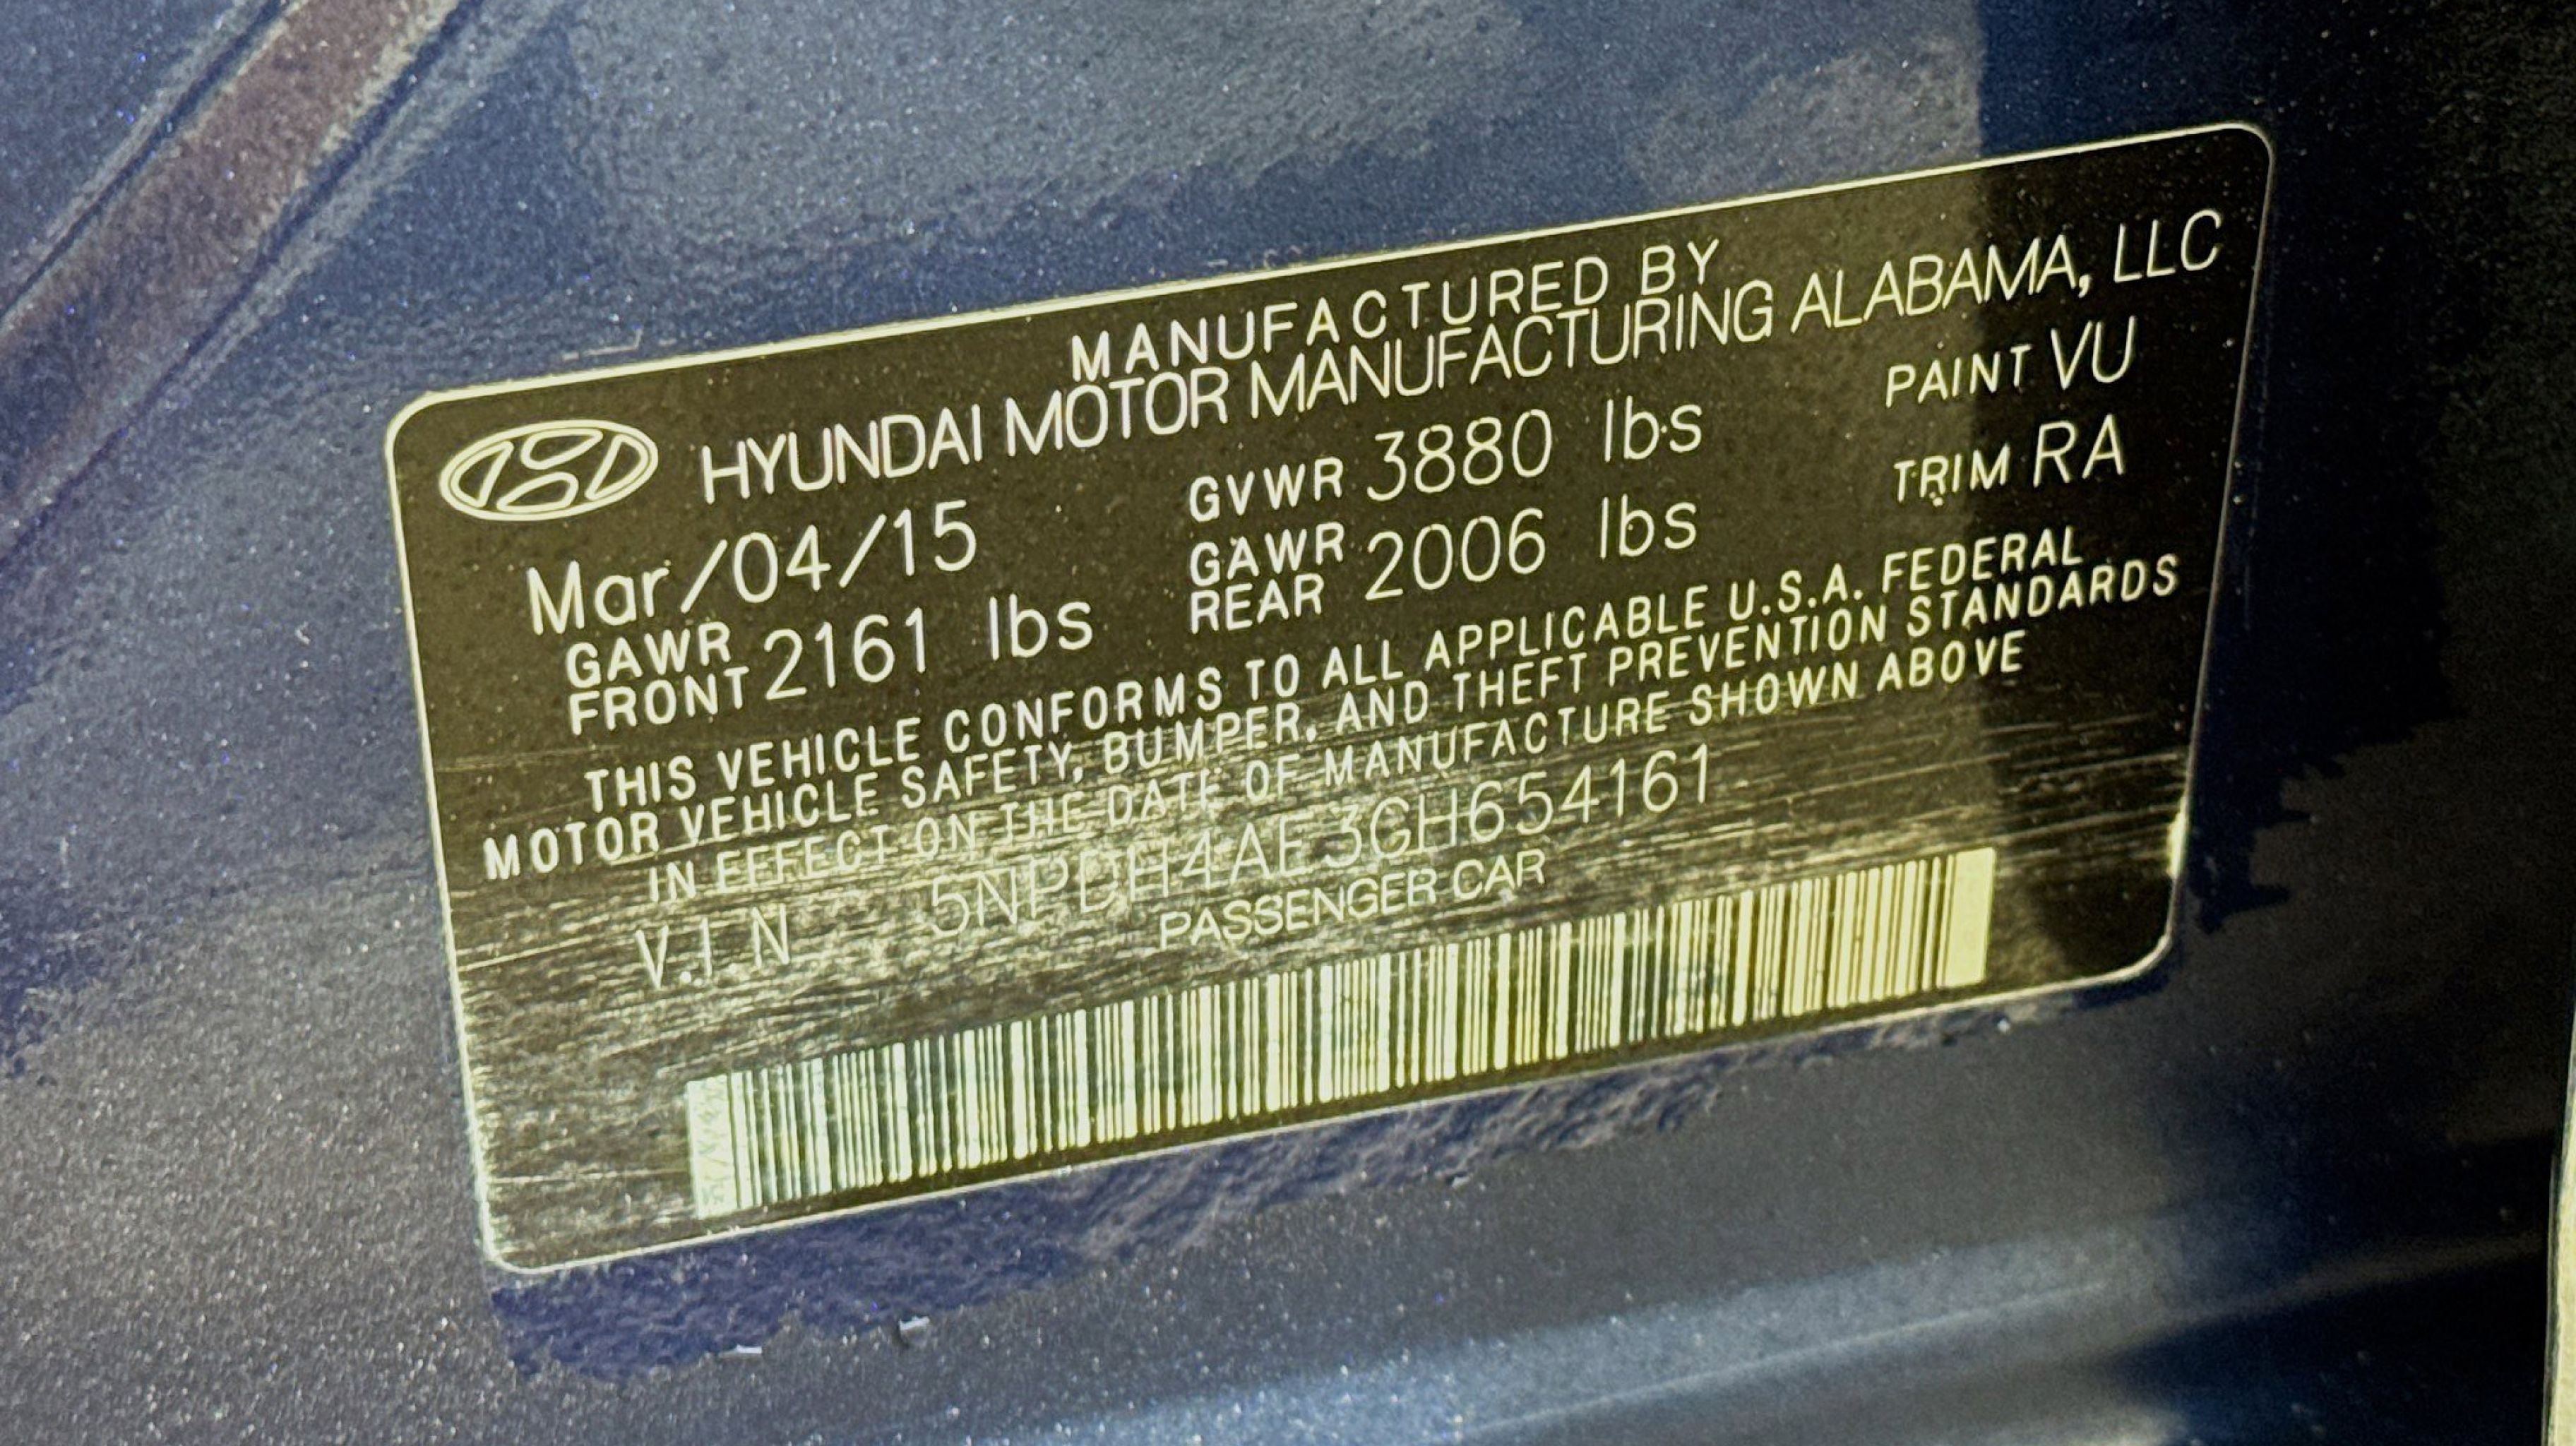 MANUFACTURED BY
HYUNDAI MOTOR MANUFACTURING ALABAMA, LLC
Mar/04/15 GVWR 3880 lbs PAINT VU
GAWR FRONT 2161 lbs GAWR REAR 2006 lbs TRIM RA
THIS VEHICLE CONFORMS TO ALL APPLICABLE U.S.A. FEDERAL
MOTOR VEHICLE SAFETY, BUMPER, AND THEFT PREVENTION STANDARDS
IN EFFECT ON THE DATE OF MANUFACTURE SHOWN ABOVE
V.I.N 5NPDH4AE3GH654161
PASSENGER CAR